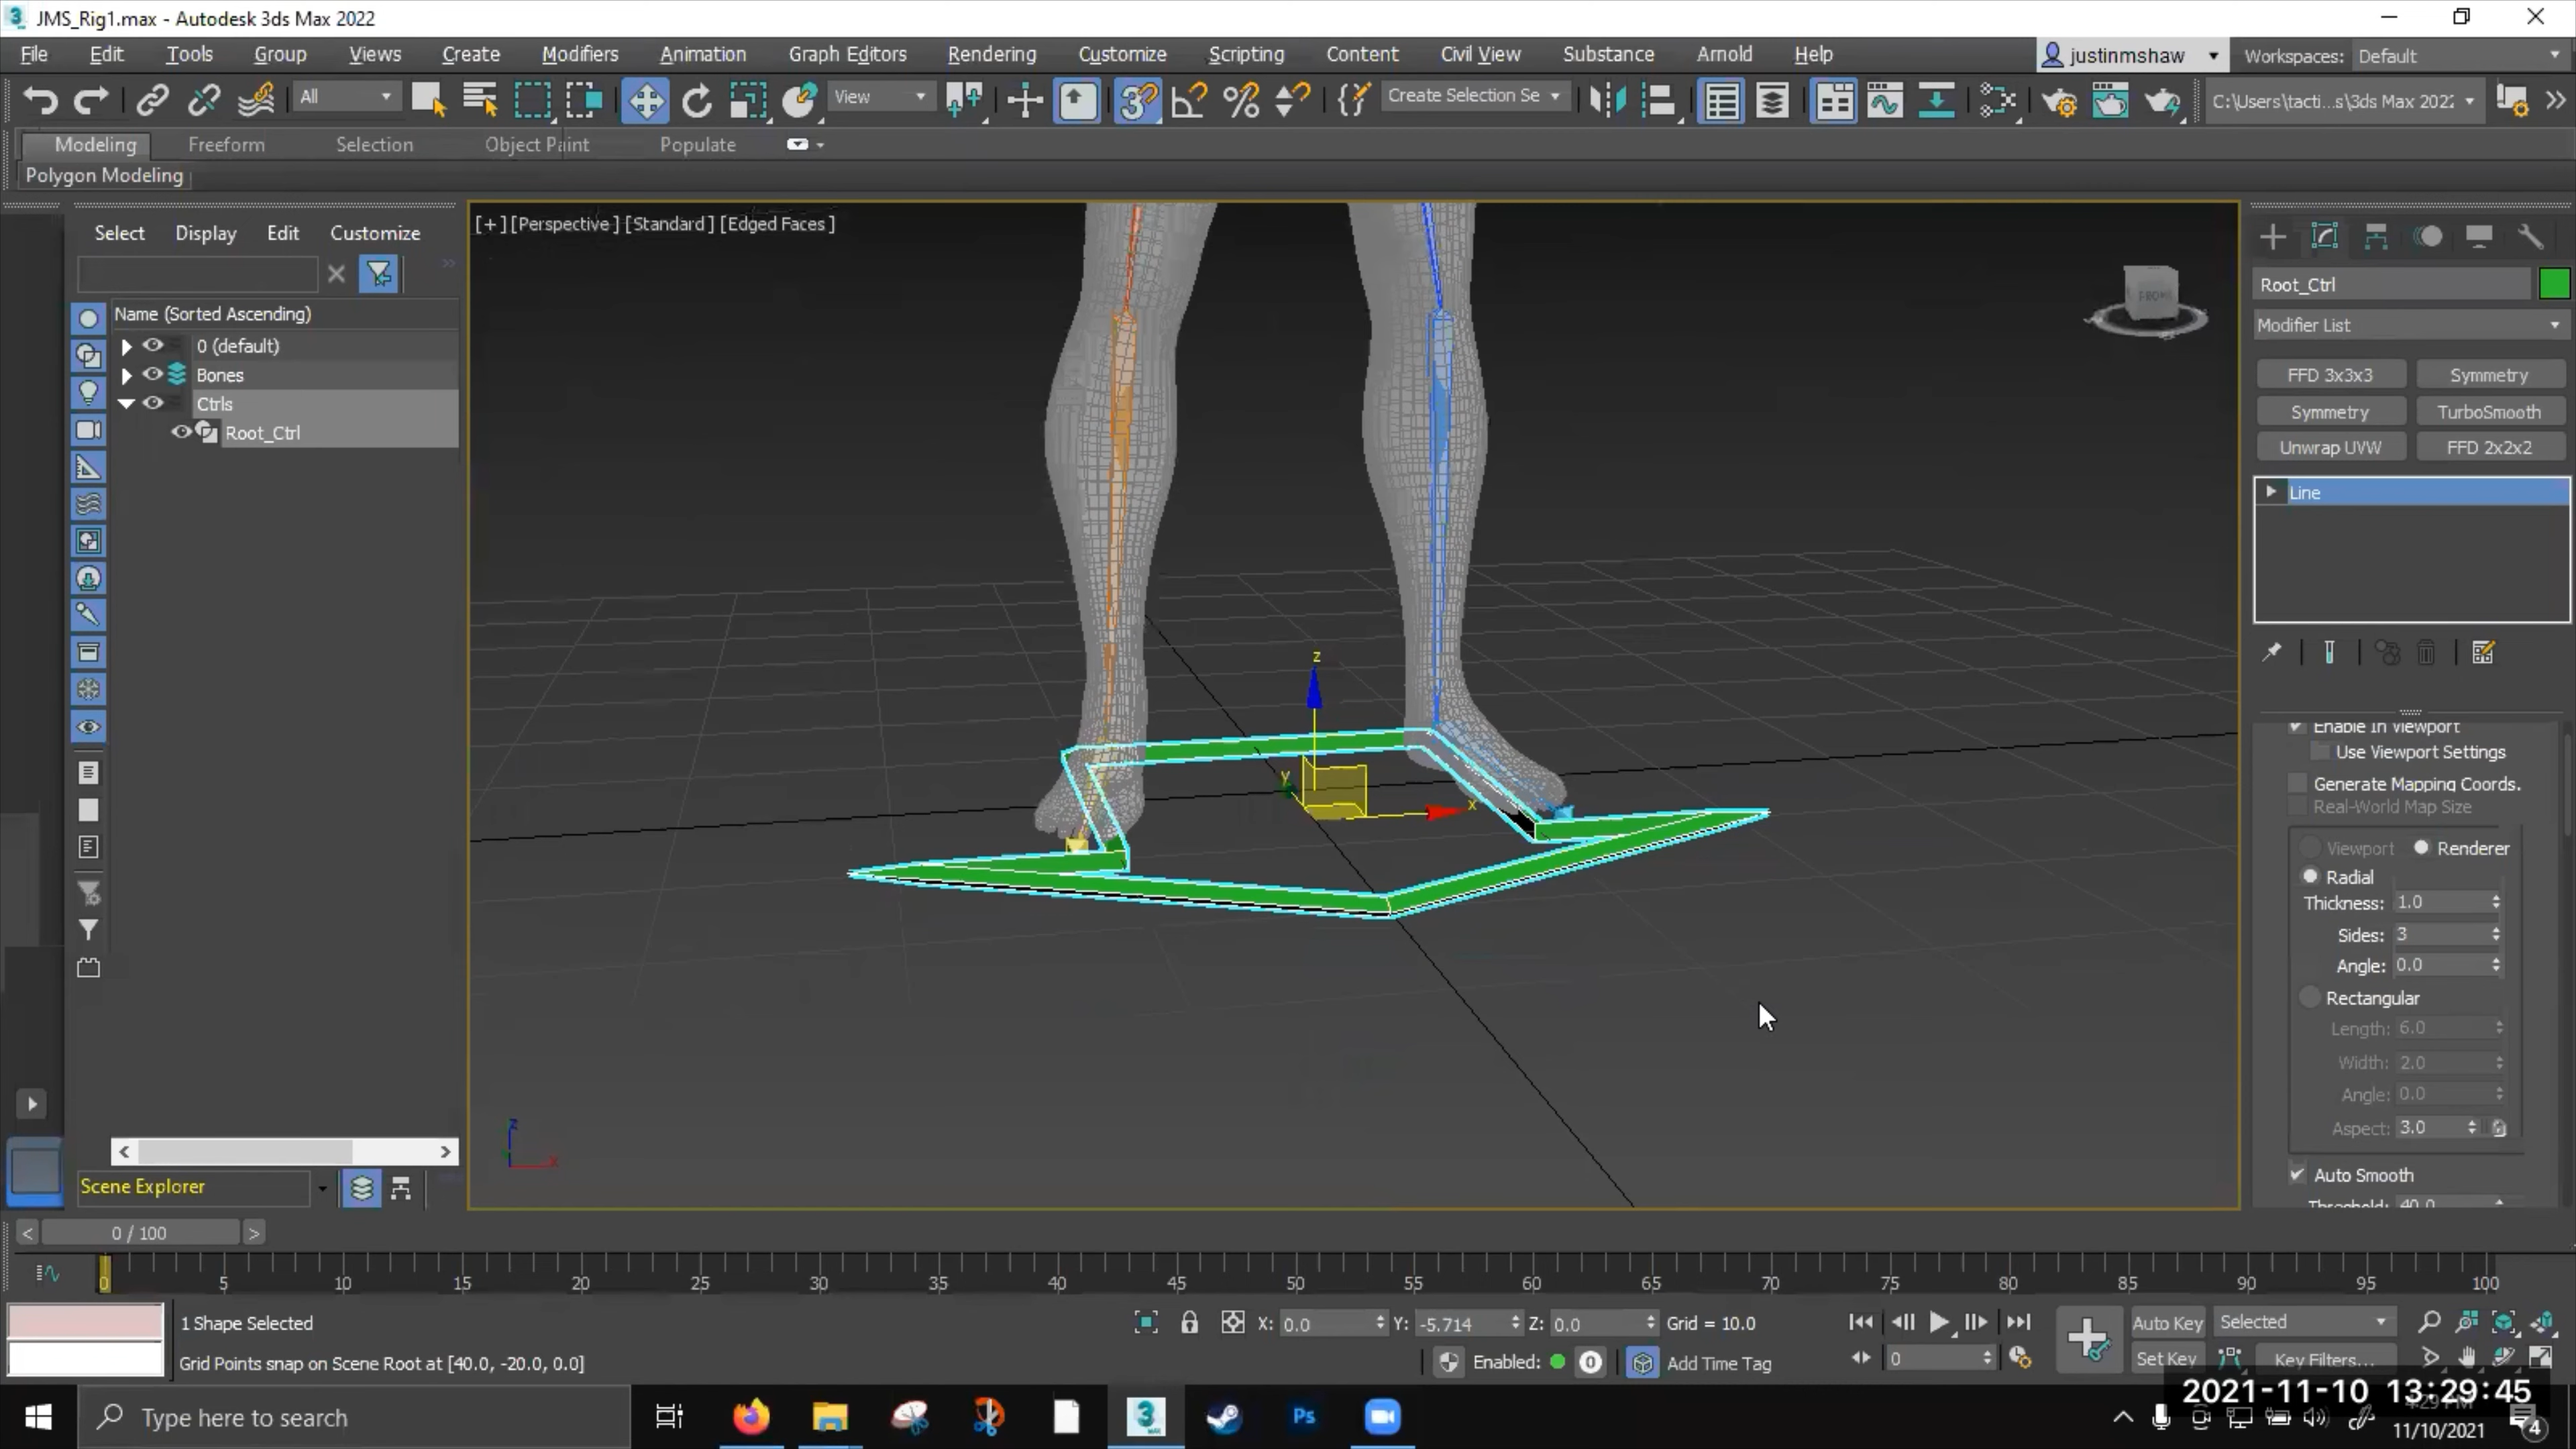 JMS_Rig1.max - Autodesk 3ds Max 2022
File Edit Tools Group Views Create Modifiers Animation Graph Editors Rendering Customize Scripting Content Civil View Substance Arnold Help justinmshaw Workspaces: Default
All View Create Selection Se C:\Users\tacti...s\3ds Max 2022
Modeling Freeform Selection Object Paint Populate
Polygon Modeling
Select Display Edit Customize
Name (Sorted Ascending)
0 (default)
Bones
Ctrls
Root_Ctrl
Scene Explorer
[+] [Perspective] [Standard] [Edged Faces]
z
y
x
FRONT
z
x
Root_Ctrl
Modifier List
FFD 3x3x3 Symmetry
Symmetry TurboSmooth
Unwrap UVW FFD 2x2x2
Line
Enable In Viewport
Use Viewport Settings
Generate Mapping Coords.
Real-World Map Size
Viewport Renderer
Radial
Thickness: 1.0
Sides: 3
Angle: 0.0
Rectangular
Length: 6.0
Width: 2.0
Angle: 0.0
Aspect: 3.0
Auto Smooth
Threshold: 40.0
< 0 / 100 >
0 5 10 15 20 25 30 35 40 45 50 55 60 65 70 75 80 85 90 95 100
1 Shape Selected X: 0.0 Y: -5.714 Z: 0.0 Grid = 10.0 Auto Key Selected
Grid Points snap on Scene Root at [40.0, -20.0, 0.0] Enabled: 0 Add Time Tag 0 Set Key Key Filters...
2021-11-10 13:29:45
Type here to search
3 MAX
Ps
4:29 PM
11/10/2021
4